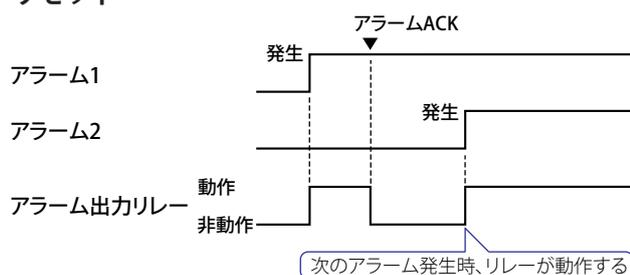 アラームACK
▼
発生
アラーム1
発生
アラーム2
動作
アラーム出力リレー
非動作
次のアラーム発生時、リレーが動作する